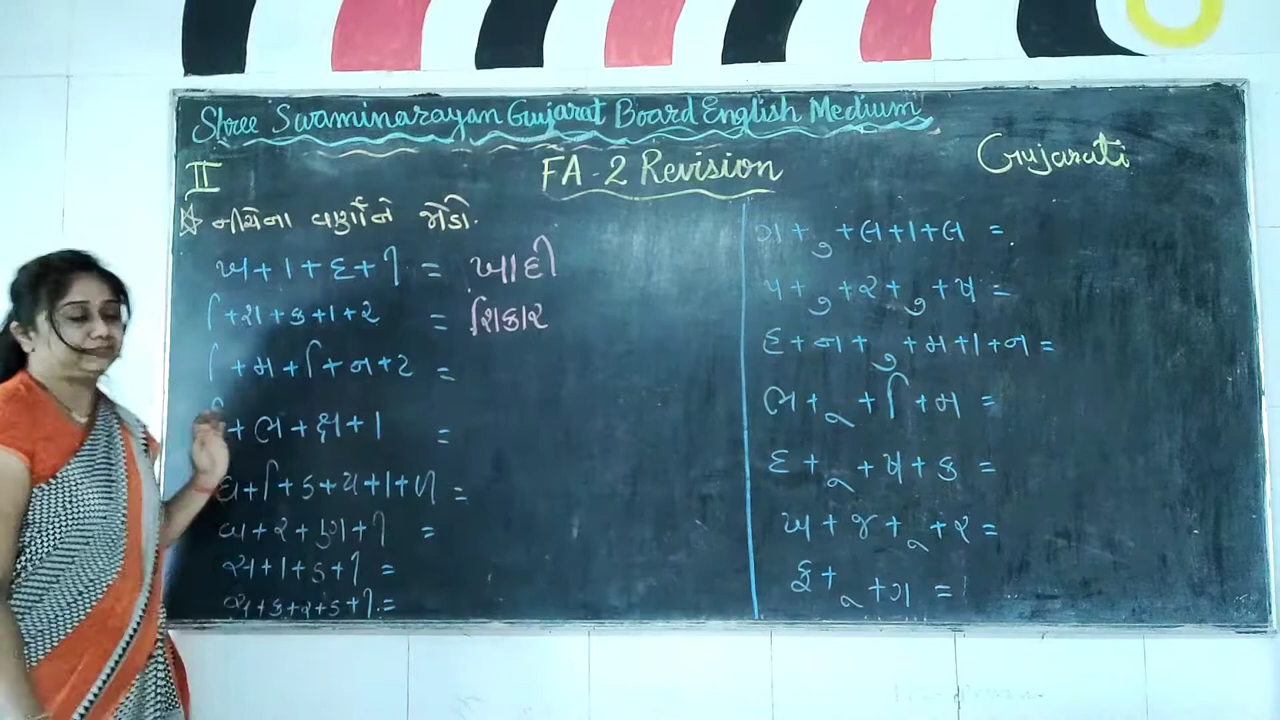 Shree Swaminarayan Gujarat Board English Medium
II
FA-2 Revision
Gujarati
☆ નીચેના વર્ણોને જોડો.
ખ + ા + દ + ી = ખાદી
િ + શ + ક + ા + ર = શિકાર
િ + મ + િ + ન + ટ =
િ + ભ + ક્ષ + ા =
ઘ + િ + ડ + ય + ા + ળ =
બ + ર + ણ + ી =
સ + ા + ડ + ી =
સ + ક + ર + ડ + ી =
ગ + ુ + લ + ા + લ =
પ + ુ + ર + ુ + ષ =
હ + ન + ુ + મ + ા + ન =
ભ + ૂ + િ + મ =
દ + ૂ + ષ + ક =
ખ + જ + ૂ + ર =
ફ + ૂ + ગ =